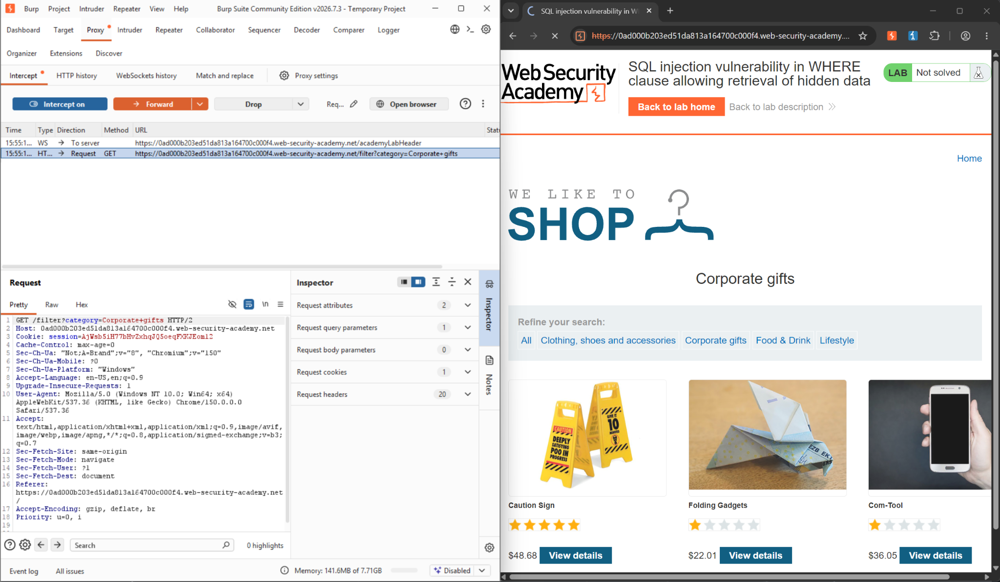 Burp Project Intruder Repeater View Help Burp Suite Community Edition v2026.7.3 - Temporary Project
Dashboard Target Proxy Intruder Repeater Collaborator Sequencer Decoder Comparer Logger
Organizer Extensions Discover
Intercept HTTP history WebSockets history Match and replace Proxy settings
Intercept on Forward Drop Req... Open browser
Time Type Direction Method URL Statu
15:55:1... WS To server https://0ad000b203ed51da813a164700c000f4.web-security-academy.net/academyLabHeader
15:55:1... HT... Request GET https://0ad000b203ed51da813a164700c000f4.web-security-academy.net/filter?category=Corporate+gifts
Request
Pretty Raw Hex \n
1 GET /filter?category=Corporate+gifts HTTP/2
2 Host: 0ad000b203ed51da813a164700c000f4.web-security-academy.net
3 Cookie: session=AjWsb5iH77bHvZxhqJQ5oeqFXKJEom12
4 Cache-Control: max-age=0
5 Sec-Ch-Ua: "Not;A=Brand";v="8", "Chromium";v="150"
6 Sec-Ch-Ua-Mobile: ?0
7 Sec-Ch-Ua-Platform: "Windows"
8 Accept-Language: en-US,en;q=0.9
9 Upgrade-Insecure-Requests: 1
10 User-Agent: Mozilla/5.0 (Windows NT 10.0; Win64; x64)
AppleWebKit/537.36 (KHTML, like Gecko) Chrome/150.0.0.0
Safari/537.36
11 Accept:
text/html,application/xhtml+xml,application/xml;q=0.9,image/avif,
image/webp,image/apng,*/*;q=0.8,application/signed-exchange;v=b3;
q=0.7
12 Sec-Fetch-Site: same-origin
13 Sec-Fetch-Mode: navigate
14 Sec-Fetch-User: ?1
15 Sec-Fetch-Dest: document
16 Referer:
https://0ad000b203ed51da813a164700c000f4.web-security-academy.net
/
17 Accept-Encoding: gzip, deflate, br
18 Priority: u=0, i
19
Search 0 highlights
Inspector
Request attributes 2
Request query parameters 1
Request body parameters 0
Request cookies 1
Request headers 20
Inspector
Notes
Event log All issues Memory: 141.6MB of 7.71GB Disabled
SQL injection vulnerability in W
https://0ad000b203ed51da813a164700c000f4.web-security-academy....
Web Security
Academy
SQL injection vulnerability in WHERE
clause allowing retrieval of hidden data
Back to lab home Back to lab description
LAB Not solved
Home
WE LIKE TO
SHOP
Corporate gifts
Refine your search:
All Clothing, shoes and accessories Corporate gifts Food & Drink Lifestyle
CAUTION
DEEPLY
SATISFYING
POO IN
PROGRESS
GIVE IT
10
MINUTES
EZB EK
Caution Sign
Folding Gadgets
Com-Tool
$48.68 View details
$22.01 View details
$36.05 View details